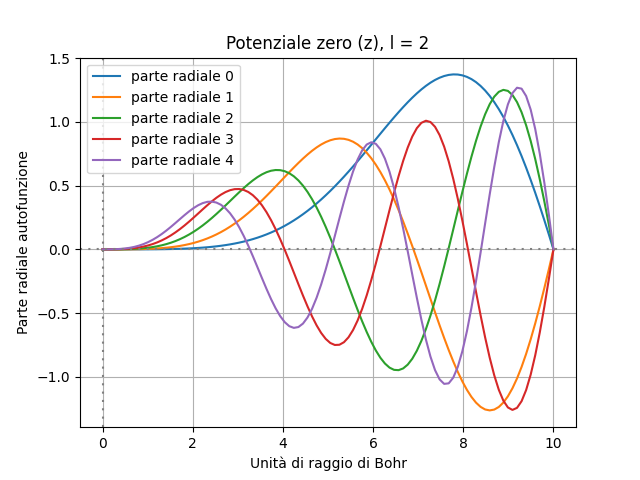 Potenziale zero (z), l = 2
parte radiale 0
parte radiale 1
parte radiale 2
parte radiale 3
parte radiale 4
Parte radiale autofunzione
1.5
1.0
0.5
0.0
−0.5
−1.0
0 2 4 6 8 10
Unità di raggio di Bohr